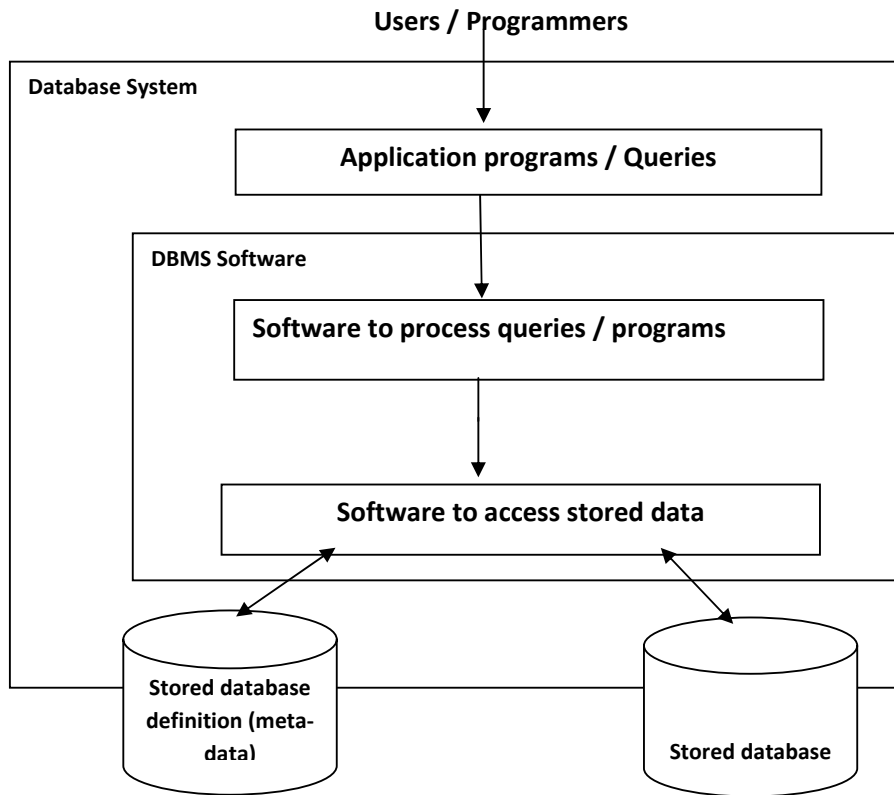 Users / Programmers
Database System
Application programs / Queries
DBMS Software
Software to process queries / programs
Software to access stored data
Stored database
definition (meta-
data)
Stored database